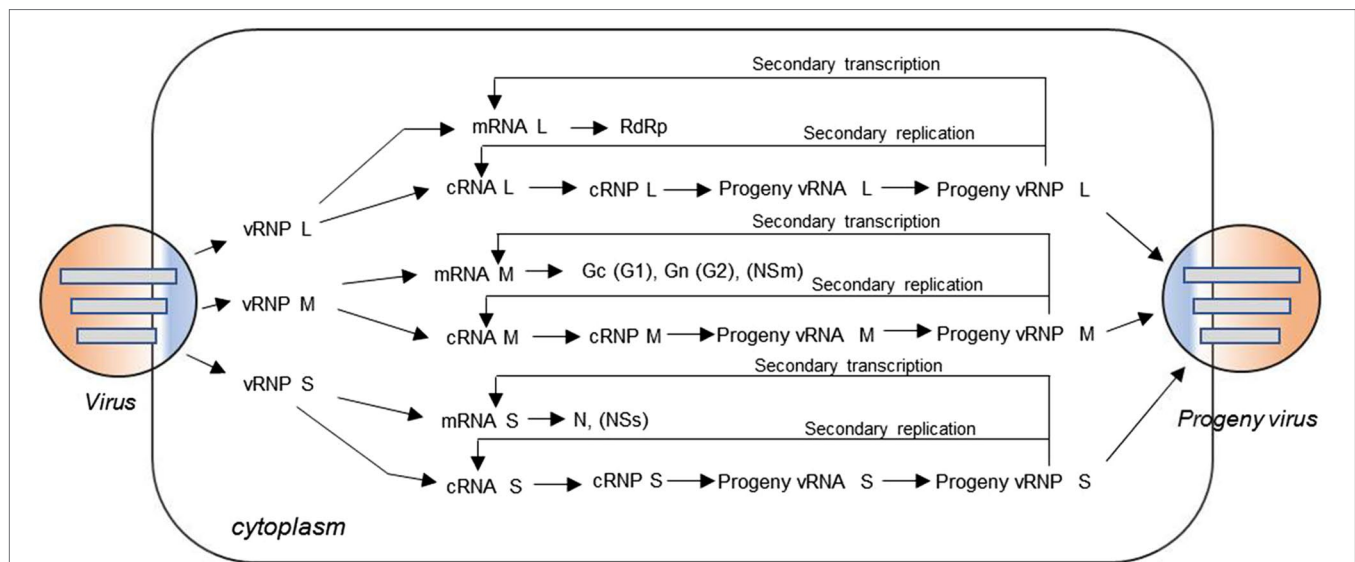 Secondary transcription
mRNA L
RdRp
Secondary replication
cRNA L
cRNP L
Progeny vRNA L
Progeny vRNP L
vRNP L
Secondary transcription
mRNA M
Gc (G1), Gn (G2), (NSm)
Secondary replication
vRNP M
cRNA M
cRNP M
Progeny vRNA M
Progeny vRNP M
Secondary transcription
vRNP S
Virus
mRNA S
N, (NSs)
Secondary replication
Progeny virus
cRNA S
cRNP S
Progeny vRNA S
Progeny vRNP S
cytoplasm